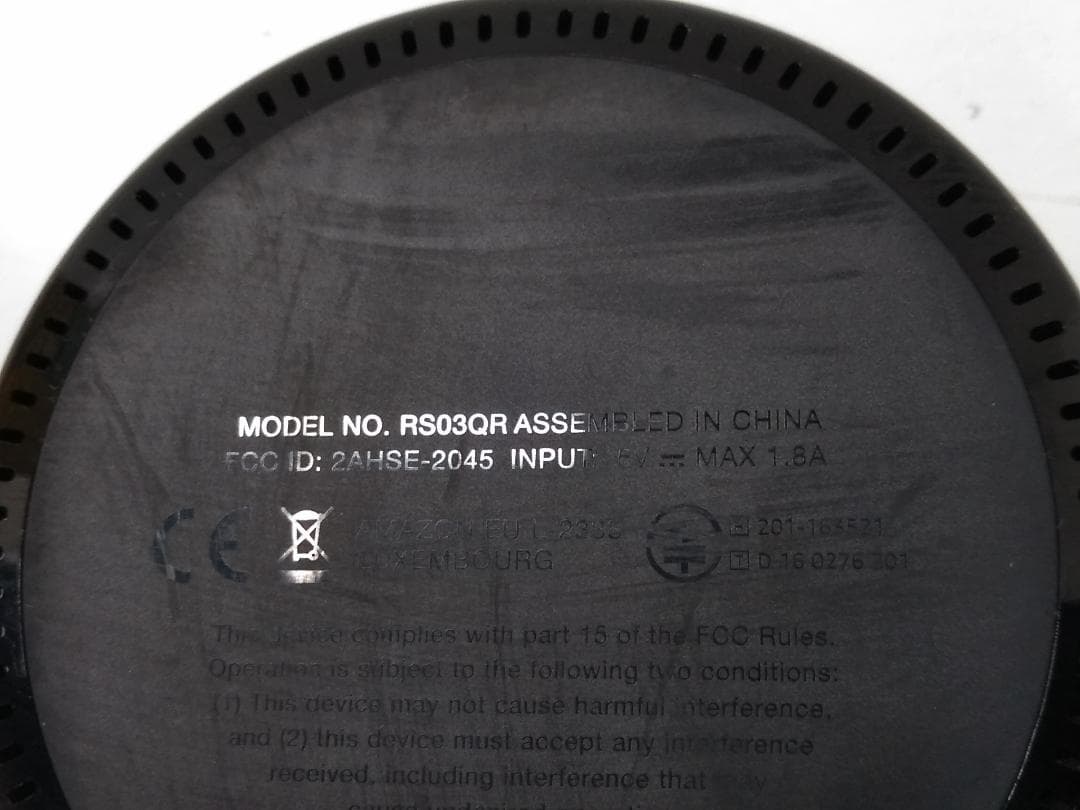 MODEL NO. RS03QR ASSEMBLED IN CHINA
FCC ID: 2AHSE-2045 INPUT: 6V MAX 1.8A
CE
AMAZON EU L-2338
LUXEMBOURG
R 201-163521
T D 16 0276 201
This device complies with part 15 of the FCC Rules.
Operation is subject to the following two conditions:
(1) This device may not cause harmful interference,
and (2) this device must accept any interference
received, including interference that may